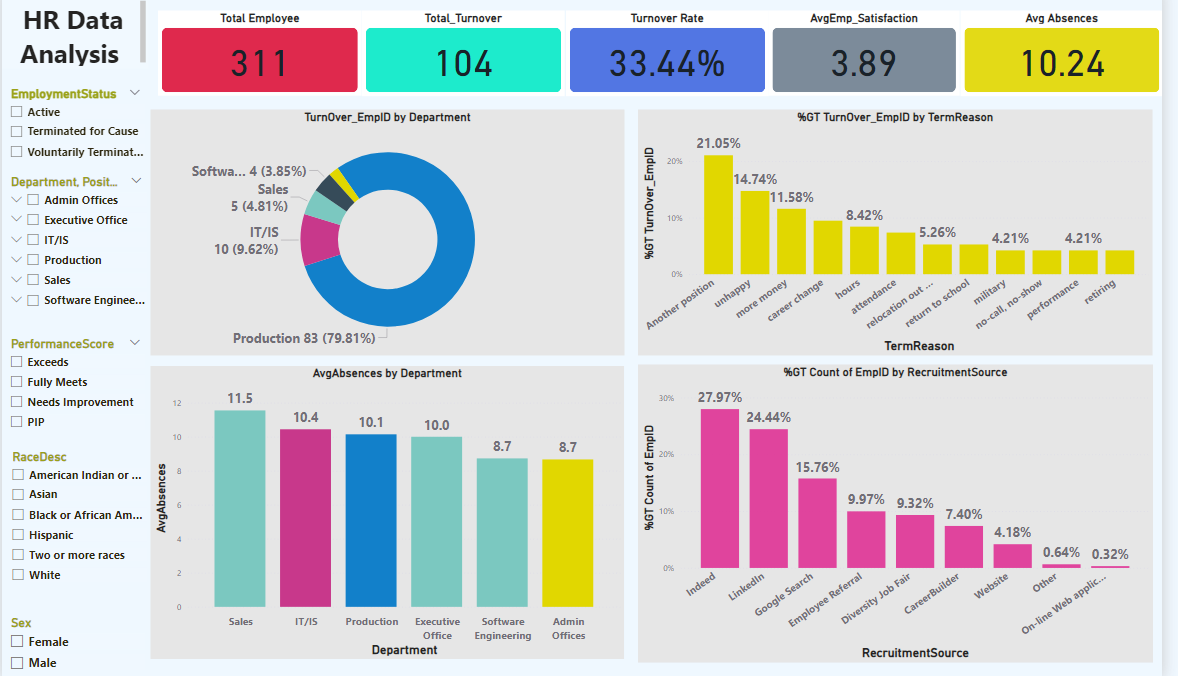 HR Data
Analysis
EmploymentStatus
Active
Terminated for Cause
Voluntarily Terminat...
Department, Posit...
Admin Offices
Executive Office
IT/IS
Production
Sales
Software Enginee...
PerformanceScore
Exceeds
Fully Meets
Needs Improvement
PIP
RaceDesc
American Indian or ...
Asian
Black or African Am...
Hispanic
Two or more races
White
Sex
Female
Male
Total Employee
311
Total_Turnover
104
Turnover Rate
33.44%
AvgEmp_Satisfaction
3.89
Avg Absences
10.24
TurnOver_EmpID by Department
Softwa... 4 (3.85%)
Sales
5 (4.81%)
IT/IS
10 (9.62%)
Production 83 (79.81%)
%GT TurnOver_EmpID by TermReason
%GT TurnOver_EmpID
20%
10%
0%
21.05%
14.74%
11.58%
8.42%
5.26%
4.21%
4.21%
Another position
unhappy
more money
career change
hours
attendance
relocation out ...
return to school
military
no-call, no-show
performance
retiring
TermReason
AvgAbsences by Department
AvgAbsences
12
10
8
6
4
2
0
11.5
10.4
10.1
10.0
8.7
8.7
Sales
IT/IS
Production
Executive
Office
Software
Engineering
Admin
Offices
Department
%GT Count of EmpID by RecruitmentSource
%GT Count of EmpID
30%
20%
10%
0%
27.97%
24.44%
15.76%
9.97%
9.32%
7.40%
4.18%
0.64%
0.32%
Indeed
LinkedIn
Google Search
Employee Referral
Diversity Job Fair
CareerBuilder
Website
Other
On-line Web applic...
RecruitmentSource